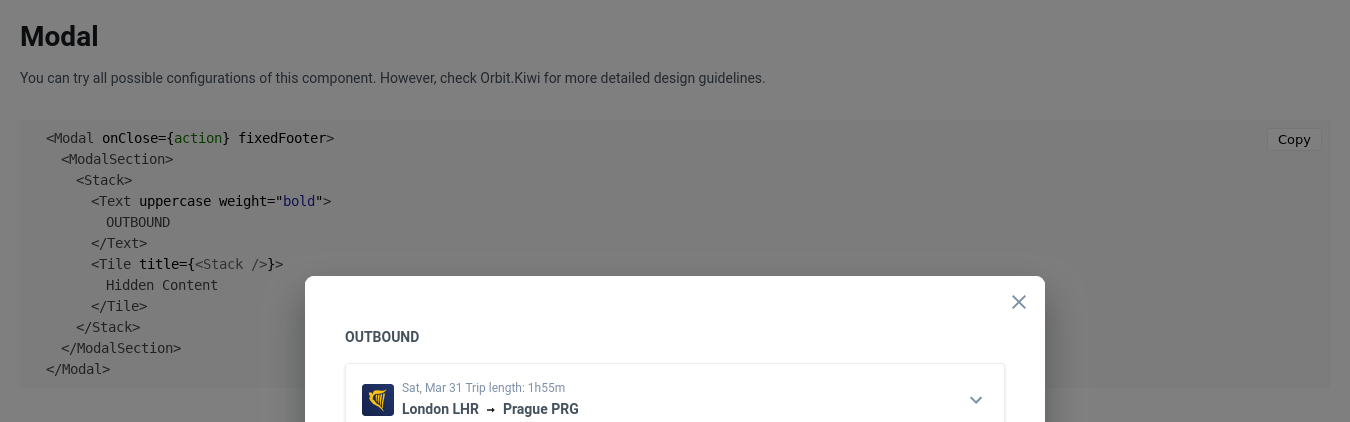 Modal
You can try all possible configurations of this component. However, check Orbit.Kiwi for more detailed design guidelines.
<Modal onClose={action} fixedFooter>
Copy
<ModalSection>
<Stack>
<Text uppercase weight="bold">
OUTBOUND
</Text>
<Tile title={<Stack />}>
Hidden Content
</Tile>
</Stack>
</ModalSection>
</Modal>
OUTBOUND
Sat, Mar 31 Trip length: 1h55m
London LHR → Prague PRG